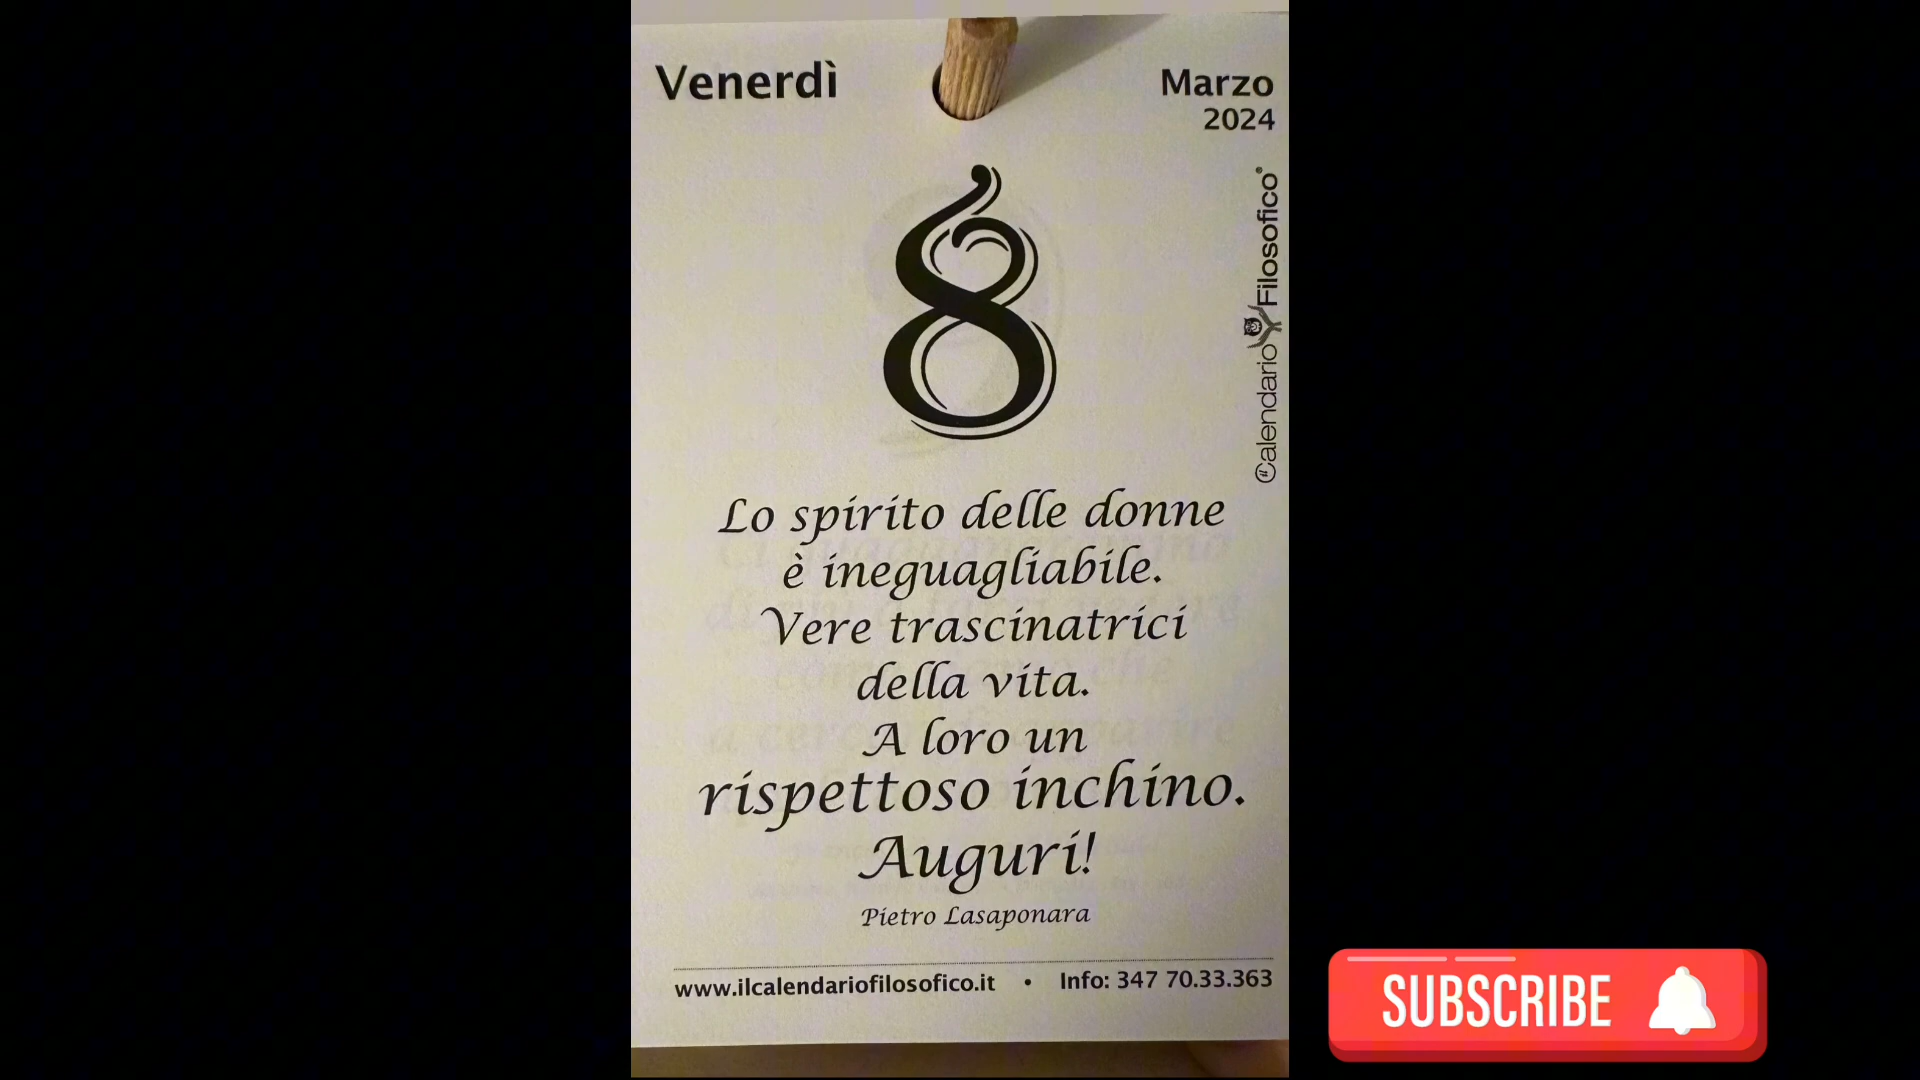 Venerdì
Marzo
2024
8
il Calendario Filosofico®
Lo spirito delle donne
è ineguagliabile.
Vere trascinatrici
della vita.
A loro un
rispettoso inchino.
Auguri!
Pietro Lasaponara
www.ilcalendariofilosofico.it • Info: 347 70.33.363
SUBSCRIBE